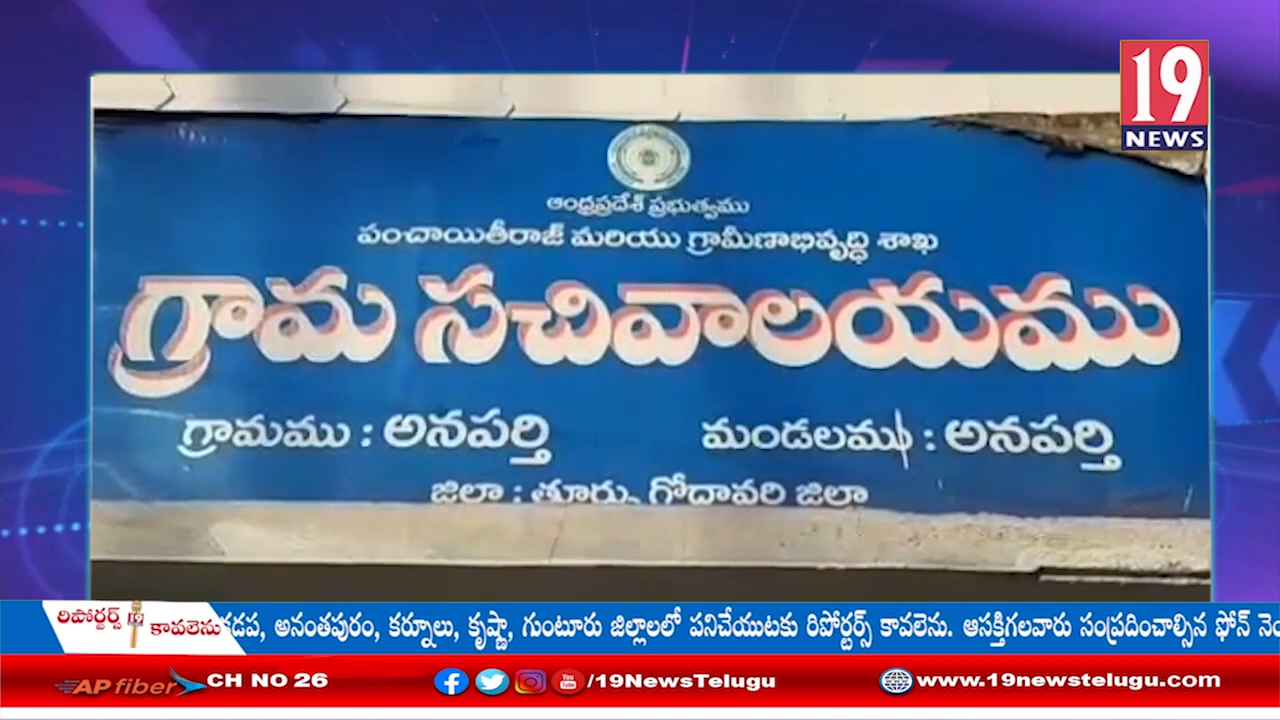 19
NEWS
ఆంధ్రప్రదేశ్ ప్రభుత్వము
పంచాయితీరాజ్ మరియు గ్రామీణాభివృద్ధి శాఖ
గ్రామ సచివాలయము
గ్రామము : అనపర్తి మండలము : అనపర్తి
జిల్లా : తూర్పు గోదావరి జిల్లా
రిపోర్టర్స్ కావలెను
కడప, అనంతపురం, కర్నూలు, కృష్ణా, గుంటూరు జిల్లాలలో పనిచేయుటకు రిపోర్టర్స్ కావలెను. ఆసక్తిగలవారు సంప్రదించాల్సిన ఫోన్
AP fiber CH NO 26 /19NewsTelugu www.19newstelugu.com